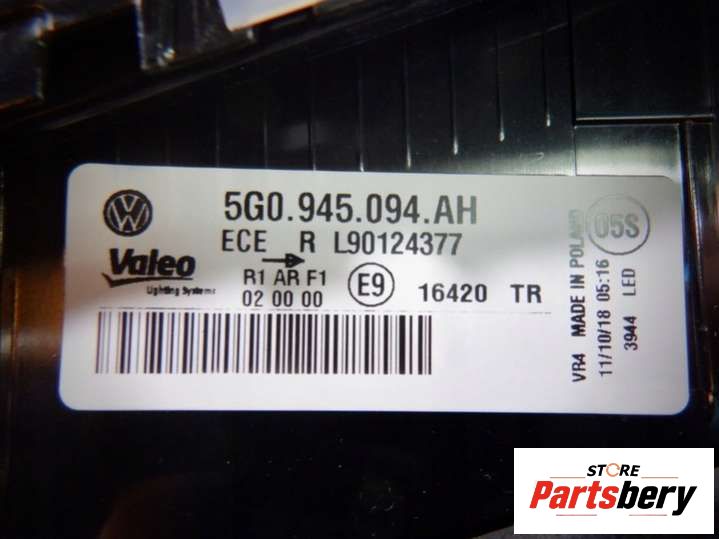 5G0.945.094.AH
ECE R L90124377
Valeo
Lighting Systems
R1 AR F1
02 00 00
E9
16420 TR
VR4 MADE IN POLAND
11/10/18 05:16
3944 LED
05S
STORE
Partsbery